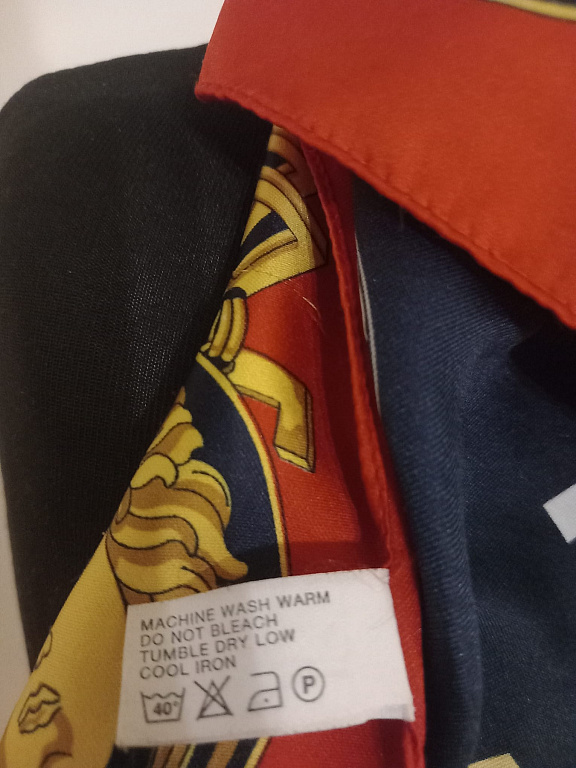 MACHINE WASH WARM
DO NOT BLEACH
TUMBLE DRY LOW
COOL IRON
40°
P